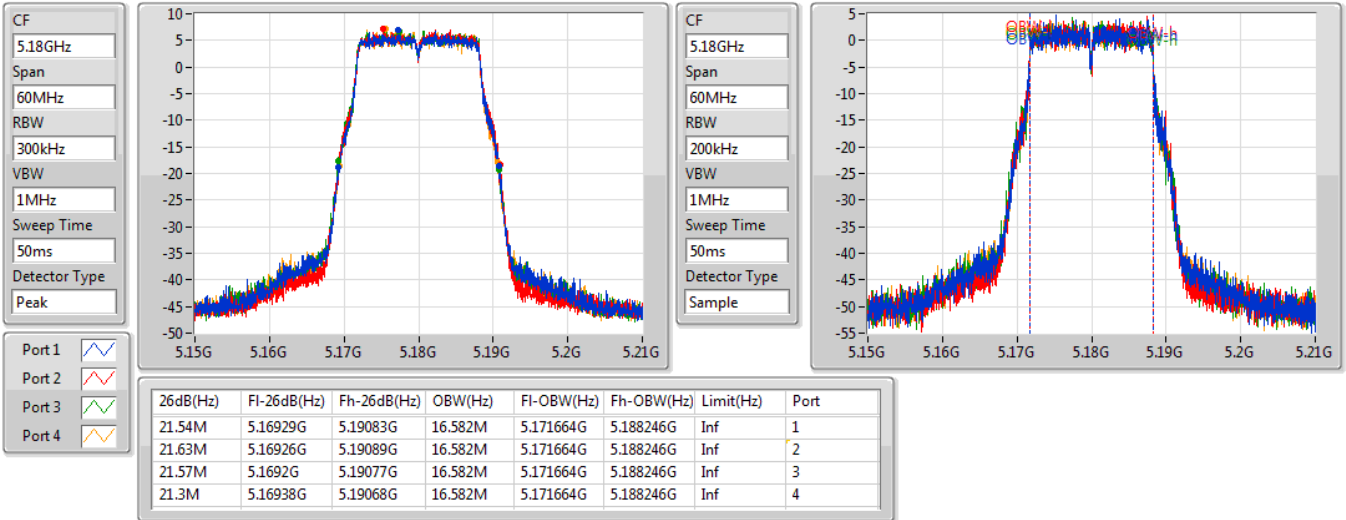 CF
5.18GHz
Span
60MHz
RBW
300kHz
VBW
1MHz
Sweep Time
50ms
Detector Type
Peak
10
5
0
-5
-10
-15
-20
-25
-30
-35
-40
-45
-50
5.15G 5.16G 5.17G 5.18G 5.19G 5.2G 5.21G
CF
5.18GHz
Span
60MHz
RBW
200kHz
VBW
1MHz
Sweep Time
50ms
Detector Type
Sample
5
0
-5
-10
-15
-20
-25
-30
-35
-40
-45
-50
-55
5.15G 5.16G 5.17G 5.18G 5.19G 5.2G 5.21G
Port 1
Port 2
Port 3
Port 4
26dB(Hz) Fl-26dB(Hz) Fh-26dB(Hz) OBW(Hz) Fl-OBW(Hz) Fh-OBW(Hz) Limit(Hz) Port
21.54M 5.16929G 5.19083G 16.582M 5.171664G 5.188246G Inf 1
21.63M 5.16926G 5.19089G 16.582M 5.171664G 5.188246G Inf 2
21.57M 5.1692G 5.19077G 16.582M 5.171664G 5.188246G Inf 3
21.3M 5.16938G 5.19068G 16.582M 5.171664G 5.188246G Inf 4